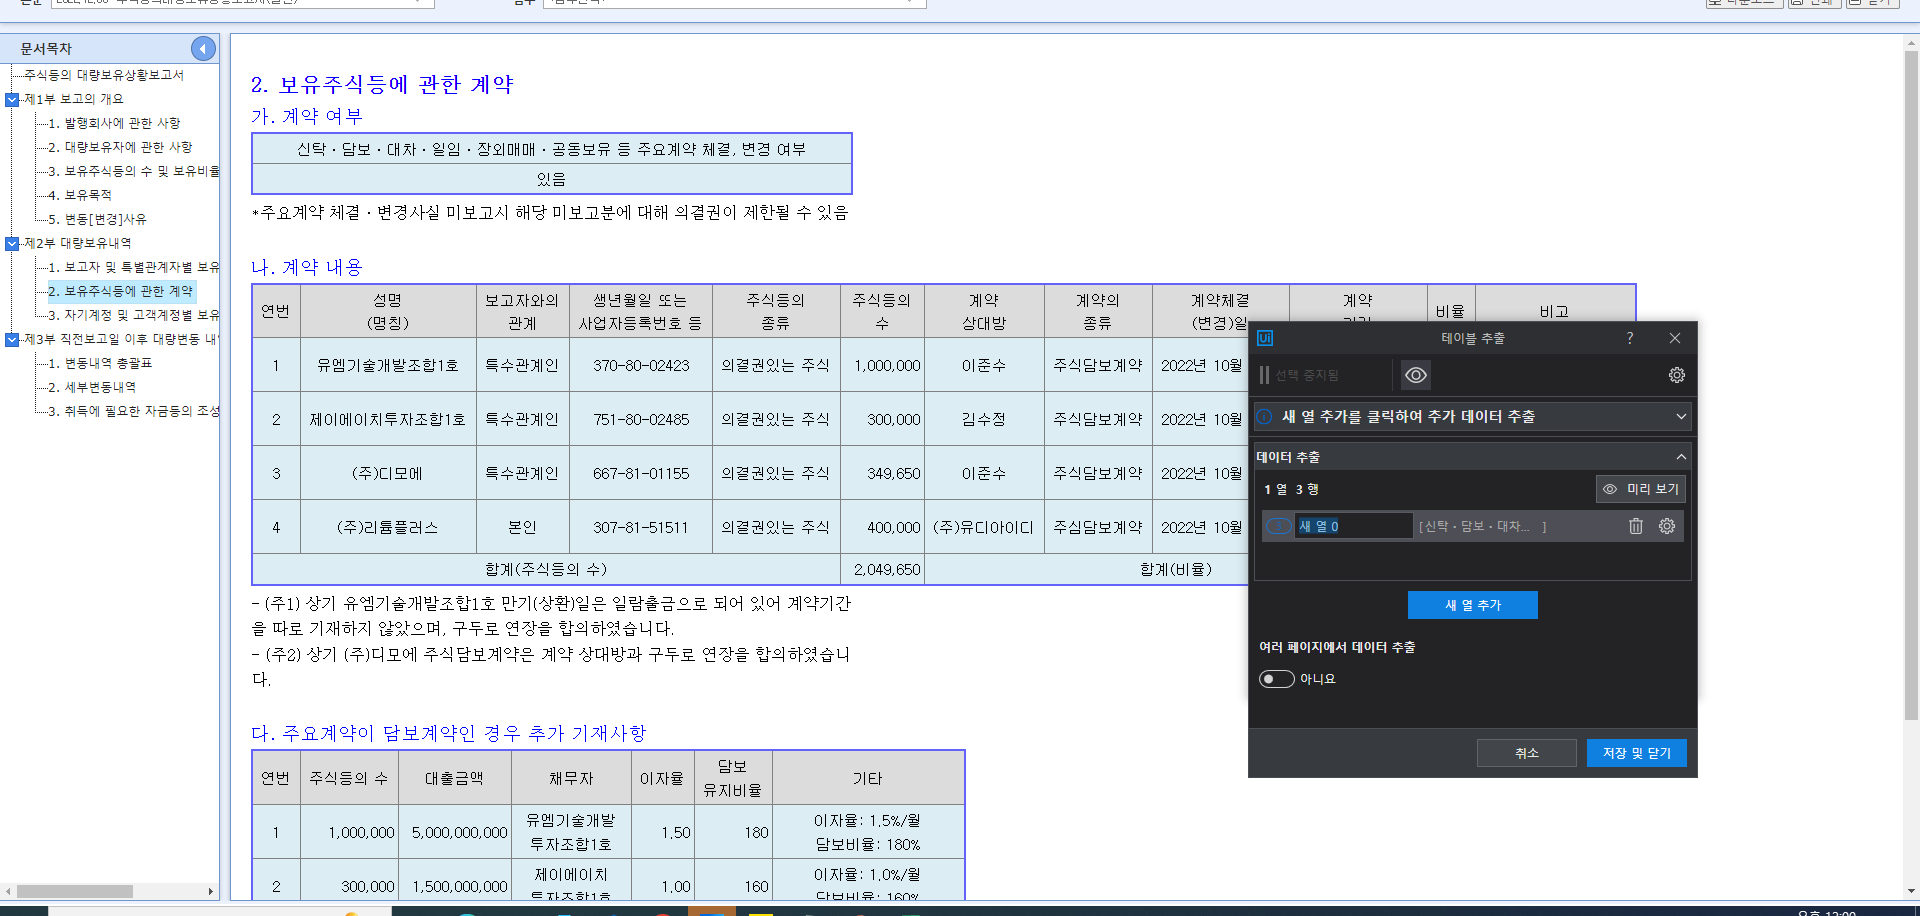 문서목차
주식등의 대량보유상황보고서
제1부 보고의 개요
1. 발행회사에 관한 사항
2. 대량보유자에 관한 사항
3. 보유주식등의 수 및 보유비율
4. 보유목적
5. 변동[변경]사유
제2부 대량보유내역
1. 보고자 및 특별관계자별 보유
2. 보유주식등에 관한 계약
3. 자기계정 및 고객계정별 보유
제3부 직전보고일 이후 대량변동 내
1. 변동내역 총괄표
2. 세부변동내역
3. 취득에 필요한 자금등의 조성
2. 보유주식등에 관한 계약
가. 계약 여부
신탁ㆍ담보ㆍ대차ㆍ일임ㆍ장외매매ㆍ공동보유 등 주요계약 체결, 변경 여부
있음
*주요계약 체결ㆍ변경사실 미보고시 해당 미보고분에 대해 의결권이 제한될 수 있음
나. 계약 내용
연번 성명 (명칭) 보고자와의 관계 생년월일 또는 사업자등록번호 등 주식등의 종류 주식등의 수 계약 상대방 계약의 종류 계약체결 (변경)일 계약 비율 비고
1 유엠기술개발조합1호 특수관계인 370-80-02423 의결권있는 주식 1,000,000 이준수 주식담보계약 2022년 10월
2 제이에이치투자조합1호 특수관계인 751-80-02485 의결권있는 주식 300,000 김수정 주식담보계약 2022년 10월
3 (주)디모에 특수관계인 667-81-01155 의결권있는 주식 349,650 이준수 주식담보계약 2022년 10월
4 (주)리튬플러스 본인 307-81-51511 의결권있는 주식 400,000 (주)유디아이디 주심담보계약 2022년 10월
합계(주식등의 수) 2,049,650 합계(비율)
- (주1) 상기 유엠기술개발조합1호 만기(상환)일은 일람출금으로 되어 있어 계약기간
을 따로 기재하지 않았으며, 구두로 연장을 합의하였습니다.
- (주2) 상기 (주)디모에 주식담보계약은 계약 상대방과 구두로 연장을 합의하였습니
다.
다. 주요계약이 담보계약인 경우 추가 기재사항
연번 주식등의 수 대출금액 채무자 이자율 담보 유지비율 기타
1 1,000,000 5,000,000,000 유엠기술개발 투자조합1호 1.50 180 이자율: 1.5%/월 담보비율: 180%
2 300,000 1,500,000,000 제이에이치 투자조합1호 1.00 160 이자율: 1.0%/월 담보비율: 160%
Ui 테이블 추출 ?
선택 중지됨
새 열 추가를 클릭하여 추가 데이터 추출
데이터 추출
1 열 3 행
미리 보기
새 열 0 [신탁ㆍ담보ㆍ대차... ]
새 열 추가
여러 페이지에서 데이터 추출
아니요
취소
저장 및 닫기